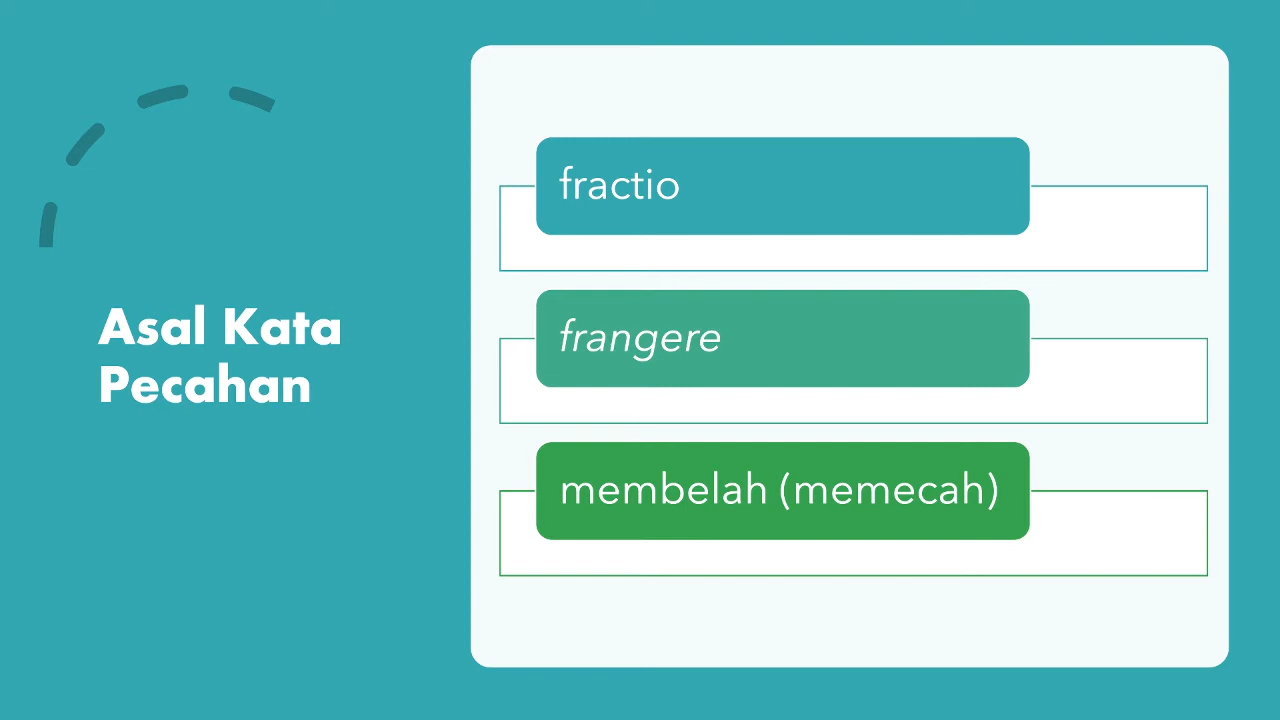 Asal Kata
Pecahan
fractio
frangere
membelah (memecah)